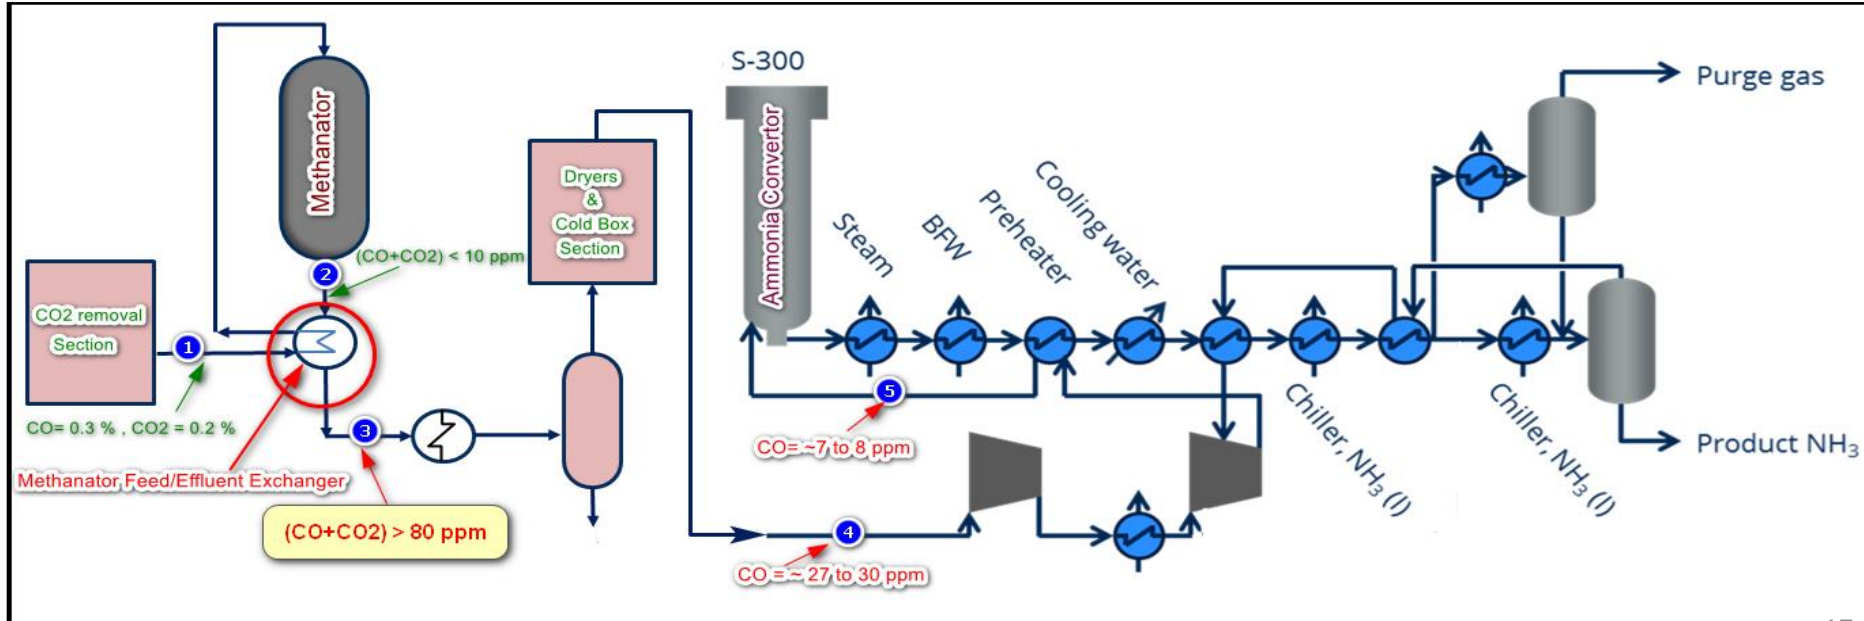 Methanator
2
(CO+CO2) < 10 ppm
CO2 removal
Section
1
CO= 0.3 % , CO2 = 0.2 %
Methanator Feed/Effluent Exchanger
3
(CO+CO2) > 80 ppm
Dryers
&
Cold Box
Section
S-300
Ammonia Convertor
Steam
BFW
Preheater
Cooling water
5
CO= ~7 to 8 ppm
4
CO = ~ 27 to 30 ppm
Chiller, NH3 (l)
Chiller, NH3 (l)
Purge gas
Product NH3